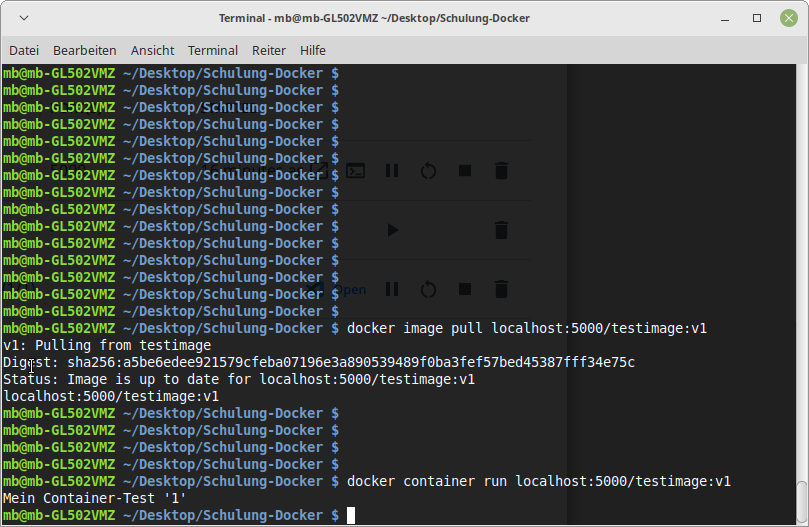 Terminal - mb@mb-GL502VMZ ~/Desktop/Schulung-Docker
Datei Bearbeiten Ansicht Terminal Reiter Hilfe
mb@mb-GL502VMZ ~/Desktop/Schulung-Docker $
mb@mb-GL502VMZ ~/Desktop/Schulung-Docker $
mb@mb-GL502VMZ ~/Desktop/Schulung-Docker $
mb@mb-GL502VMZ ~/Desktop/Schulung-Docker $
mb@mb-GL502VMZ ~/Desktop/Schulung-Docker $
mb@mb-GL502VMZ ~/Desktop/Schulung-Docker $
mb@mb-GL502VMZ ~/Desktop/Schulung-Docker $
mb@mb-GL502VMZ ~/Desktop/Schulung-Docker $
mb@mb-GL502VMZ ~/Desktop/Schulung-Docker $
mb@mb-GL502VMZ ~/Desktop/Schulung-Docker $
mb@mb-GL502VMZ ~/Desktop/Schulung-Docker $
mb@mb-GL502VMZ ~/Desktop/Schulung-Docker $
mb@mb-GL502VMZ ~/Desktop/Schulung-Docker $
mb@mb-GL502VMZ ~/Desktop/Schulung-Docker $ Open
mb@mb-GL502VMZ ~/Desktop/Schulung-Docker $
mb@mb-GL502VMZ ~/Desktop/Schulung-Docker $ docker image pull localhost:5000/testimage:v1
v1: Pulling from testimage
Digest: sha256:a5be6edee921579cfeba07196e3a890539489f0ba3fef57bed45387fff34e75c
Status: Image is up to date for localhost:5000/testimage:v1
localhost:5000/testimage:v1
mb@mb-GL502VMZ ~/Desktop/Schulung-Docker $
mb@mb-GL502VMZ ~/Desktop/Schulung-Docker $
mb@mb-GL502VMZ ~/Desktop/Schulung-Docker $
mb@mb-GL502VMZ ~/Desktop/Schulung-Docker $
mb@mb-GL502VMZ ~/Desktop/Schulung-Docker $ docker container run localhost:5000/testimage:v1
Mein Container-Test '1'
mb@mb-GL502VMZ ~/Desktop/Schulung-Docker $